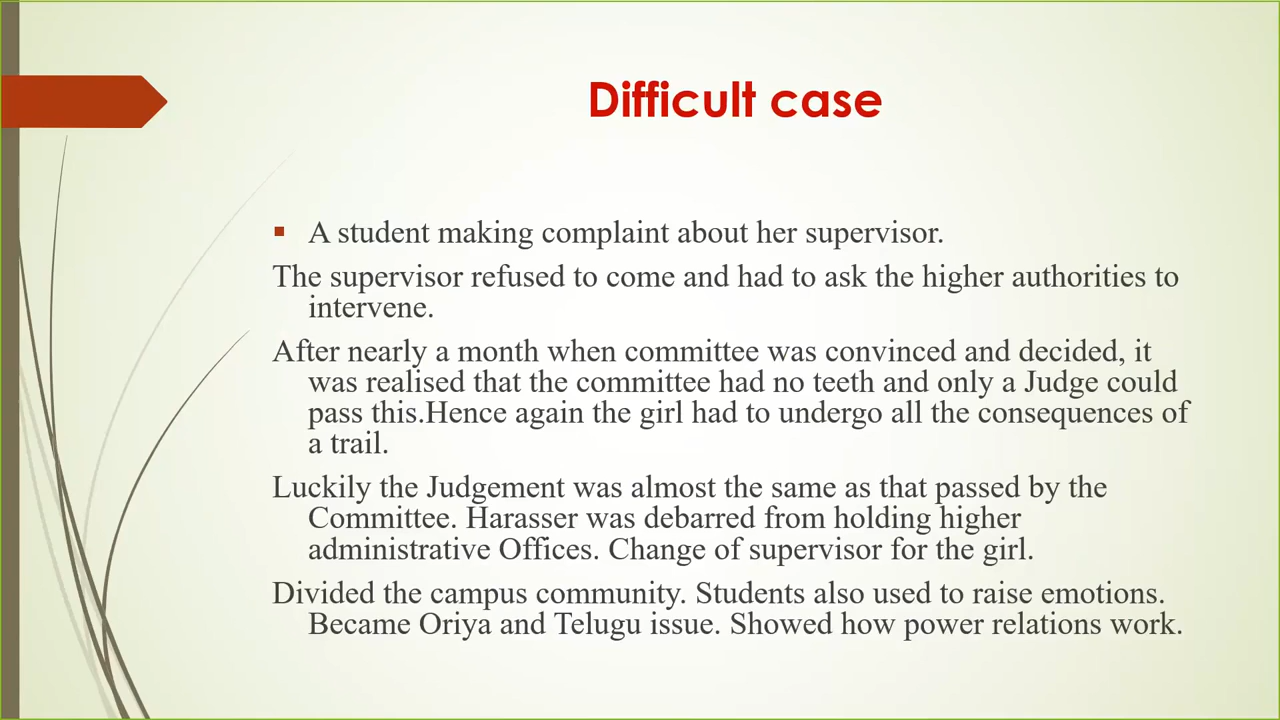 Difficult case
A student making complaint about her supervisor.
The supervisor refused to come and had to ask the higher authorities to
intervene.
After nearly a month when committee was convinced and decided, it
was realised that the committee had no teeth and only a Judge could
pass this.Hence again the girl had to undergo all the consequences of
a trail.
Luckily the Judgement was almost the same as that passed by the
Committee. Harasser was debarred from holding higher
administrative Offices. Change of supervisor for the girl.
Divided the campus community. Students also used to raise emotions.
Became Oriya and Telugu issue. Showed how power relations work.